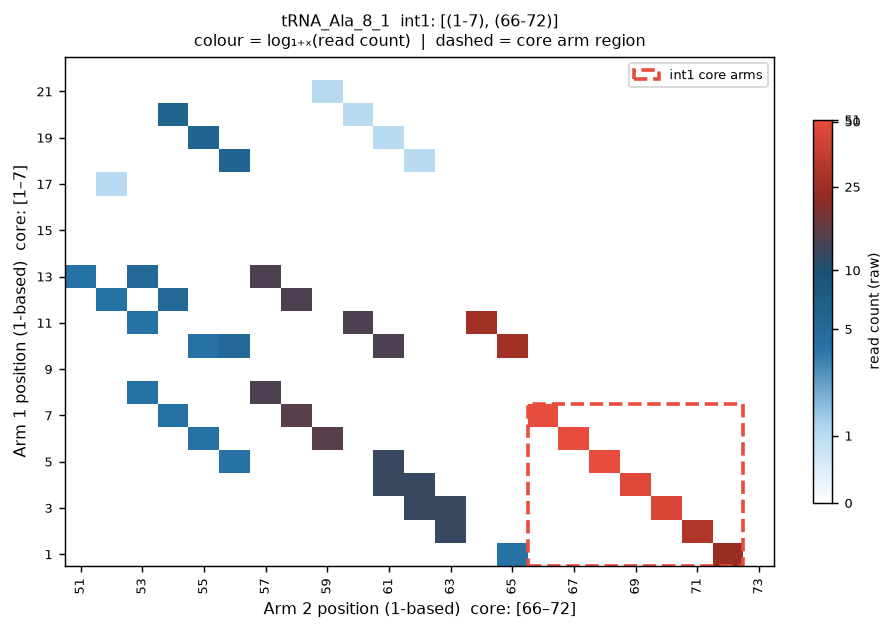 tRNA_Ala_8_1  int1: [(1-7), (66-72)]
colour = log₁₊ₓ(read count)  |  dashed = core arm region
int1 core arms
Arm 1 position (1-based)  core: [1–7]
21
19
17
15
13
11
9
7
5
3
1
51 53 55 57 59 61 63 65 67 69 71 73
Arm 2 position (1-based)  core: [66–72]
51
50
25
10
5
1
0
read count (raw)